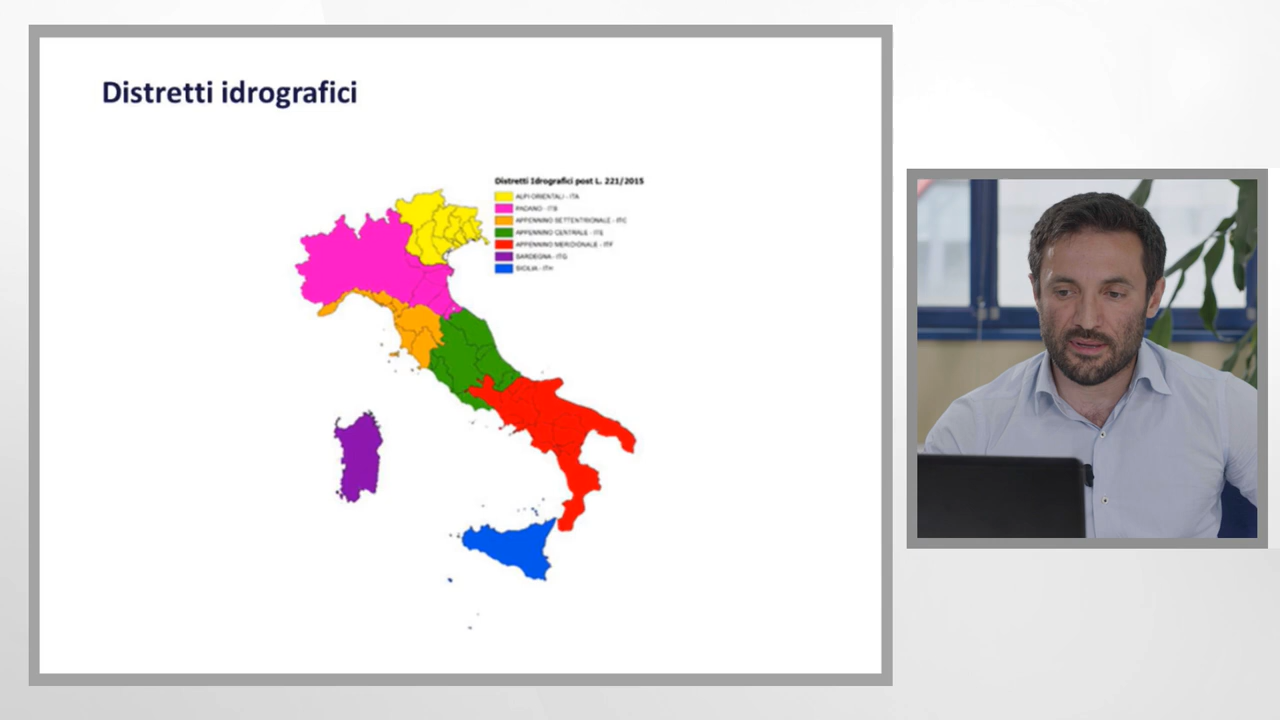 Distretti idrografici
Distretti Idrografici post L. 221/2015
ALPI ORIENTALI - ITA
PADANO - ITB
APPENNINO SETTENTRIONALE - ITC
APPENNINO CENTRALE - ITE
APPENNINO MERIDIONALE - ITF
SARDEGNA - ITG
SICILIA - ITH